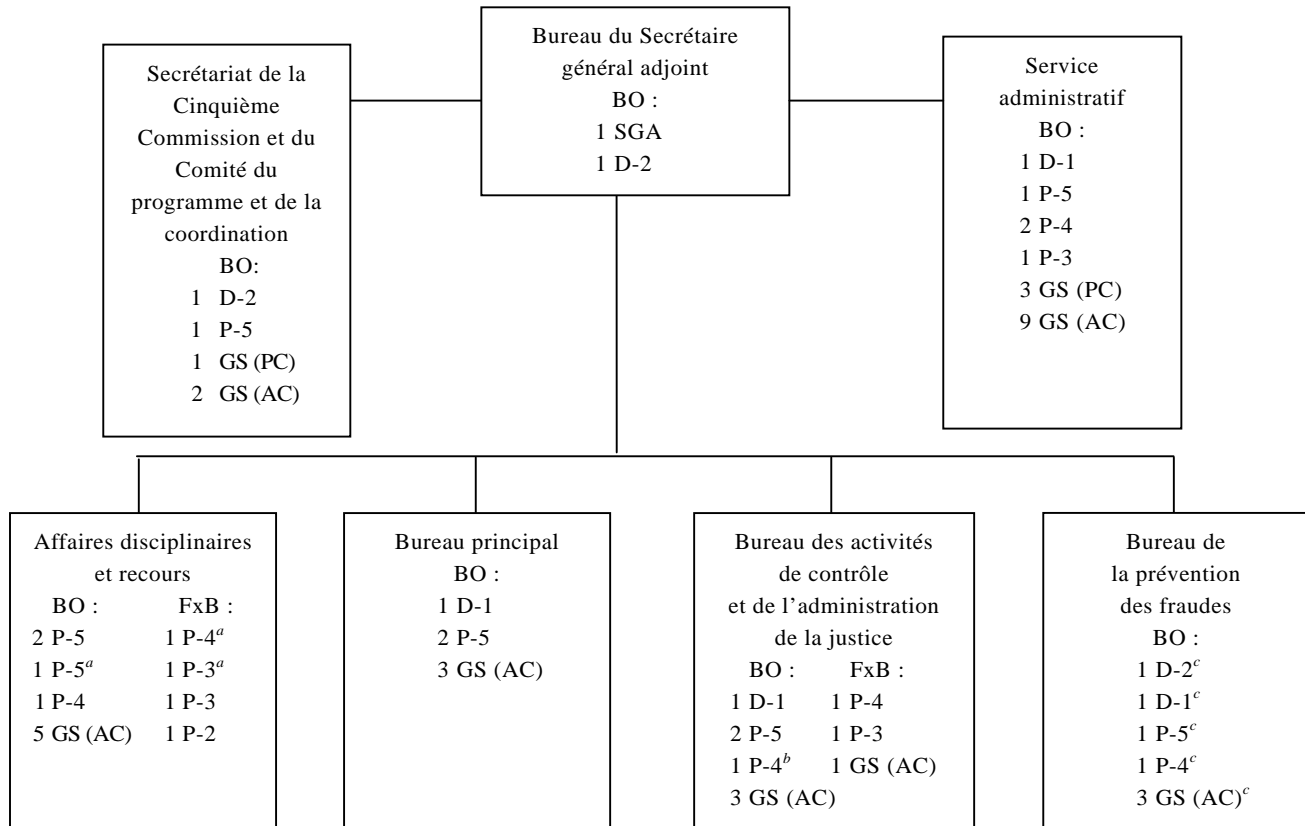 Secrétariat de la
Cinquième
Commission et du
Comité du
programme et de la
coordination
BO:
1 D-2
1 P-5
1 GS (PC)
2 GS (AC)
Bureau du Secrétaire
général adjoint
BO :
1 SGA
1 D-2
Service
administratif
BO :
1 D-1
1 P-5
2 P-4
1 P-3
3 GS (PC)
9 GS (AC)
Affaires disciplinaires
et recours
BO : FxB :
2 P-5 1 P-4a
1 P-5a 1 P-3a
1 P-4 1 P-3
5 GS (AC) 1 P-2
Bureau principal
BO :
1 D-1
2 P-5
3 GS (AC)
Bureau des activités
de contrôle
et de l’administration
de la justice
BO : FxB :
1 D-1 1 P-4
2 P-5 1 P-3
1 P-4b 1 GS (AC)
3 GS (AC)
Bureau de
la prévention
des fraudes
BO :
1 D-2c
1 D-1c
1 P-5c
1 P-4c
3 GS (AC)c